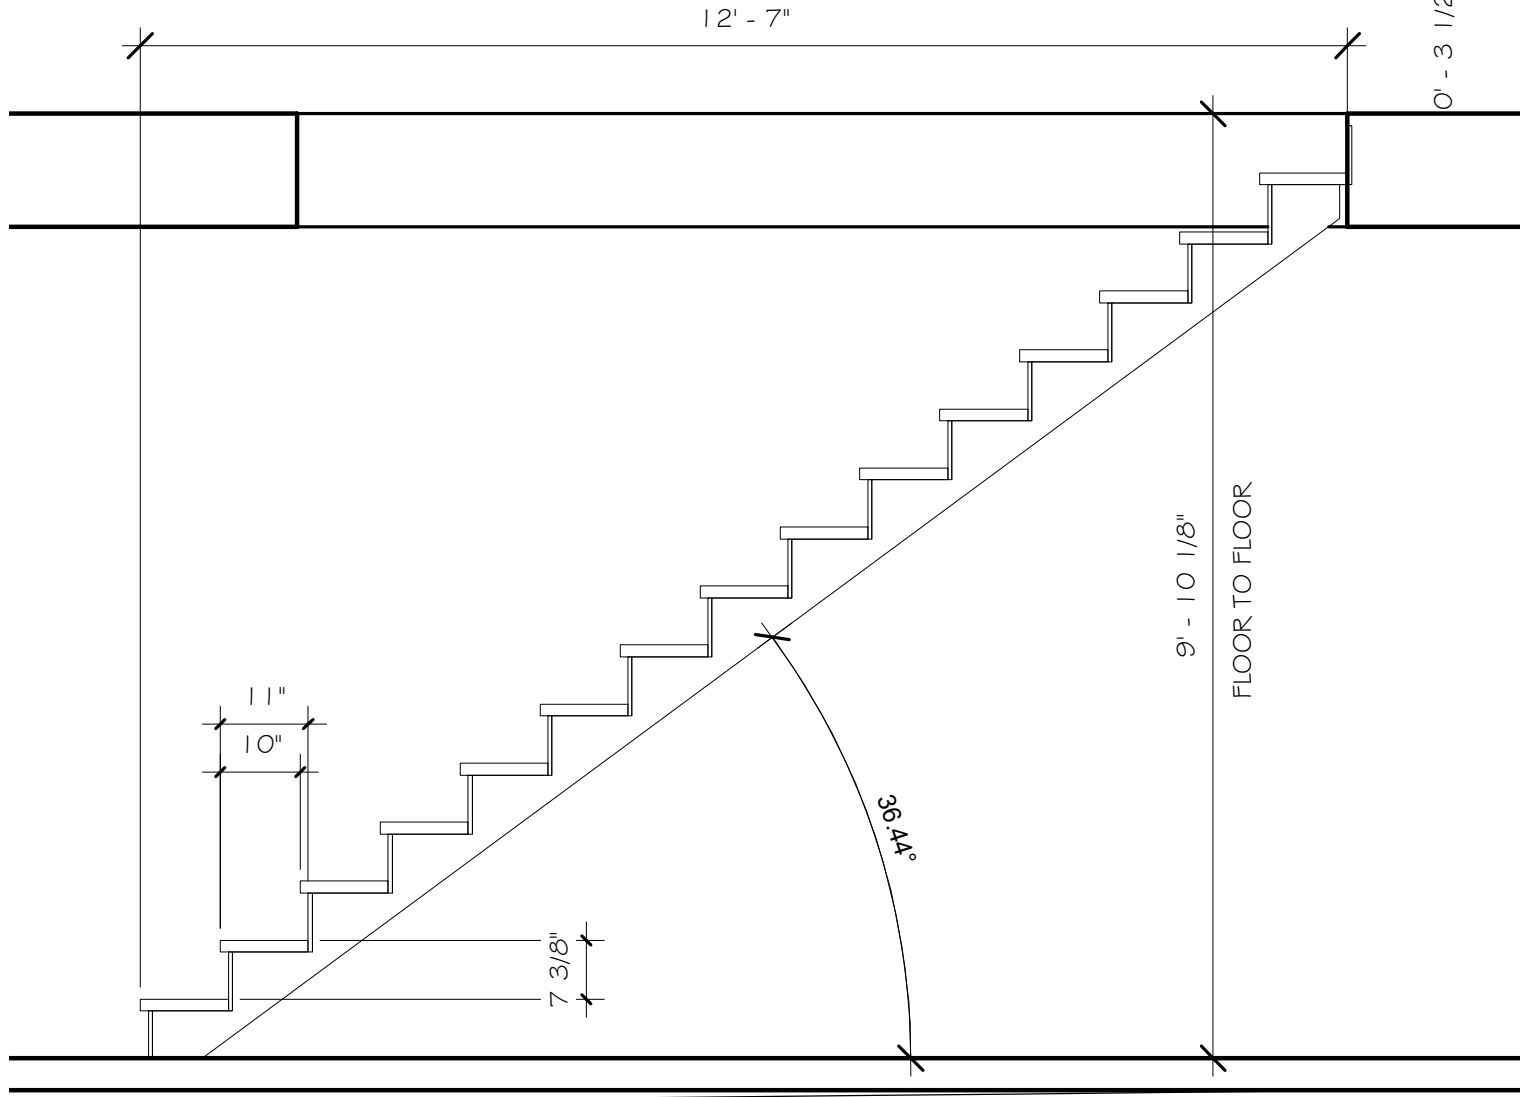 12' - 7"
0' - 3 1/2
9' - 10 1/8"
FLOOR TO FLOOR
11"
10"
36.44°
7 3/8"